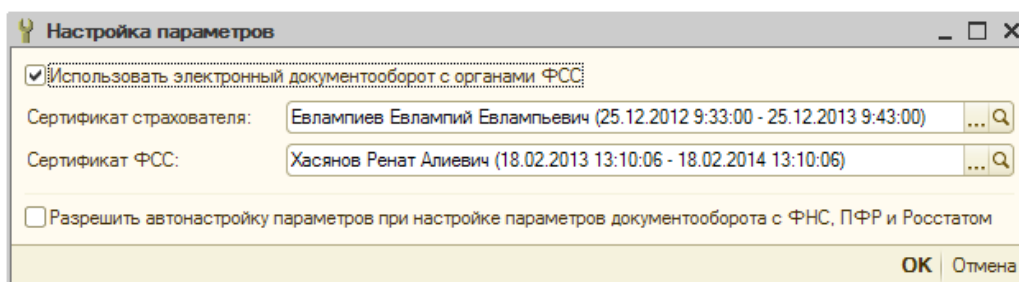 Настройка параметров
Использовать электронный документооборот с органами ФСС
Сертификат страхователя: Евлампиев Евлампий Евлампьевич (25.12.2012 9:33:00 - 25.12.2013 9:43:00) ...
Сертификат ФСС: Хасянов Ренат Алиевич (18.02.2013 13:10:06 - 18.02.2014 13:10:06) ...
Разрешить автонастройку параметров при настройке параметров документооборота с ФНС, ПФР и Росстатом
OK Отмена